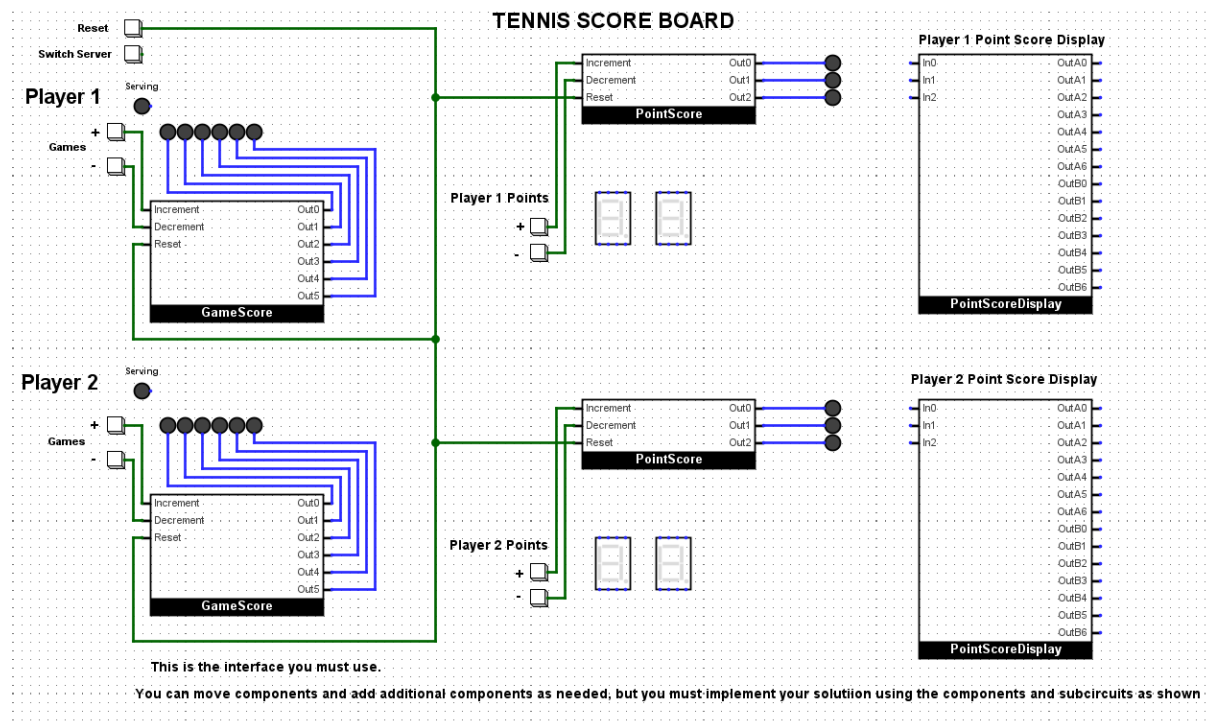 TENNIS SCORE BOARD
Reset
Switch Server
Player 1
Serving
+
Games
-
Increment
Decrement
Reset
Out0
Out1
Out2
Out3
Out4
Out5
GameScore
Increment
Decrement
Reset
Out0
Out1
Out2
PointScore
Player 1 Points
+
-
Player 1 Point Score Display
In0
In1
In2
OutA0
OutA1
OutA2
OutA3
OutA4
OutA5
OutA6
OutB0
OutB1
OutB2
OutB3
OutB4
OutB5
OutB6
PointScoreDisplay
Player 2
Serving
+
Games
-
Increment
Decrement
Reset
Out0
Out1
Out2
Out3
Out4
Out5
GameScore
Increment
Decrement
Reset
Out0
Out1
Out2
PointScore
Player 2 Points
+
-
Player 2 Point Score Display
In0
In1
In2
OutA0
OutA1
OutA2
OutA3
OutA4
OutA5
OutA6
OutB0
OutB1
OutB2
OutB3
OutB4
OutB5
OutB6
PointScoreDisplay
This is the interface you must use.
You can move components and add additional components as needed, but you must implement your solutiion using the components and subcircuits as shown